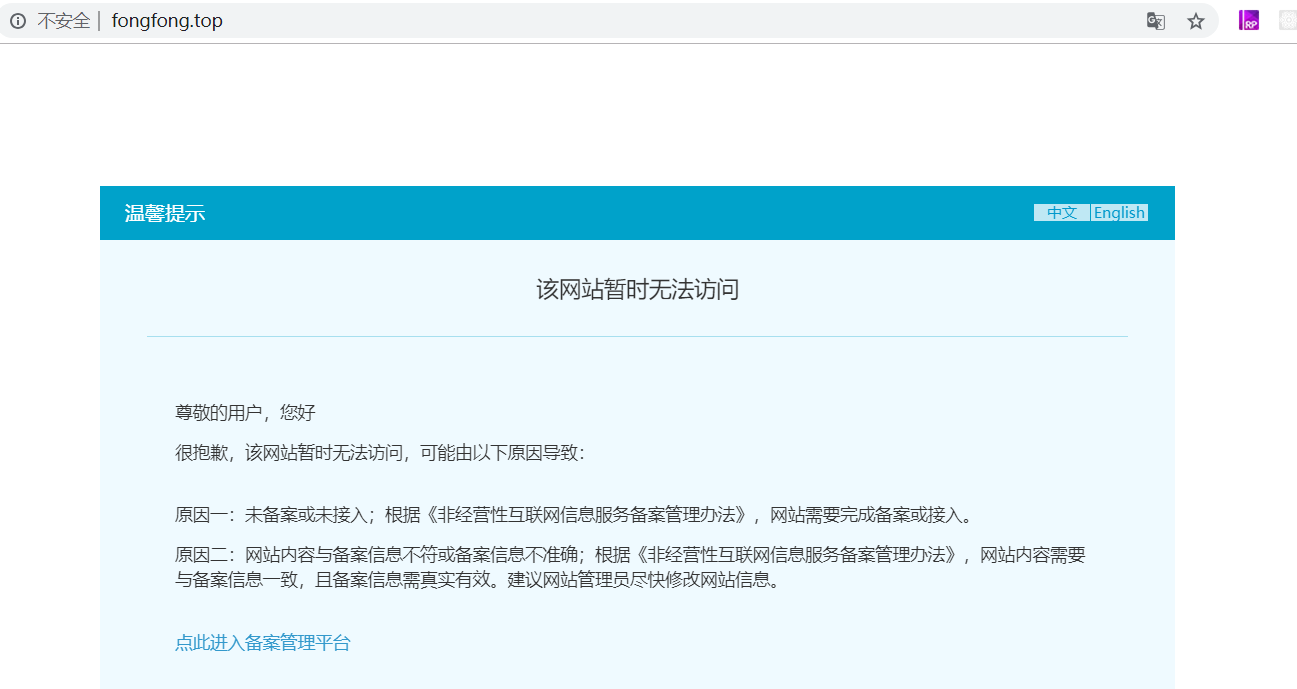 不安全 fongfong.top
RP
温馨提示 中文 English
该网站暂时无法访问
尊敬的用户，您好
很抱歉，该网站暂时无法访问，可能由以下原因导致：
原因一：未备案或未接入；根据《非经营性互联网信息服务备案管理办法》，网站需要完成备案或接入。
原因二：网站内容与备案信息不符或备案信息不准确；根据《非经营性互联网信息服务备案管理办法》，网站内容需要
与备案信息一致，且备案信息需真实有效。建议网站管理员尽快修改网站信息。
点此进入备案管理平台